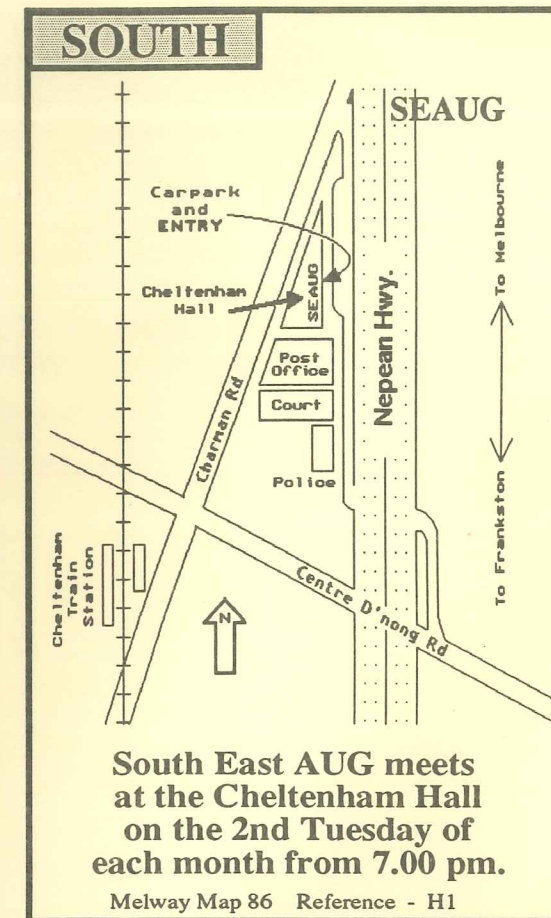 SOUTH
SEAUG
Carpark
and
ENTRY
To Melbourne
Cheltenham
Hall
SEAUG
Nepean Hwy.
Post
Office
Charman Rd
Court
Police
To Frankston
Cheltenham
Train
Station
Centre D'nong Rd
N
South East AUG meets
at the Cheltenham Hall
on the 2nd Tuesday of
each month from 7.00 pm.
Melway Map 86 Reference - H1